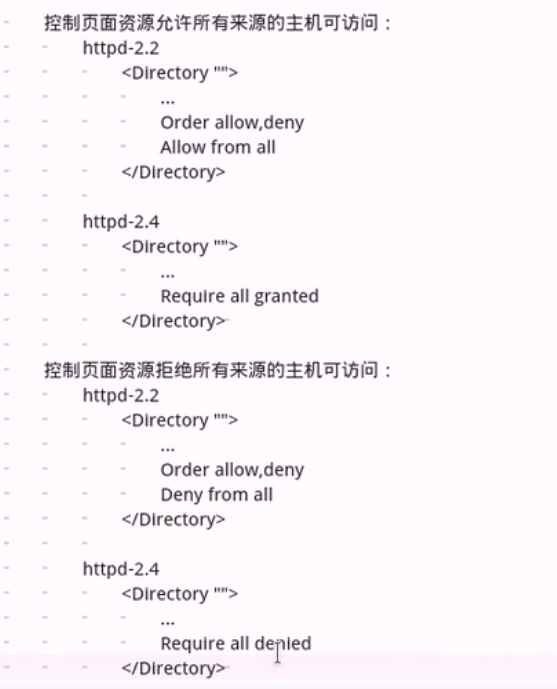 控制页面资源允许所有来源的主机可访问：
httpd-2.2
<Directory "">
...
Order allow,deny
Allow from all
</Directory>
httpd-2.4
<Directory "">
...
Require all granted
</Directory>
控制页面资源拒绝所有来源的主机可访问：
httpd-2.2
<Directory "">
...
Order allow,deny
Deny from all
</Directory>
httpd-2.4
<Directory "">
...
Require all denied
</Directory>